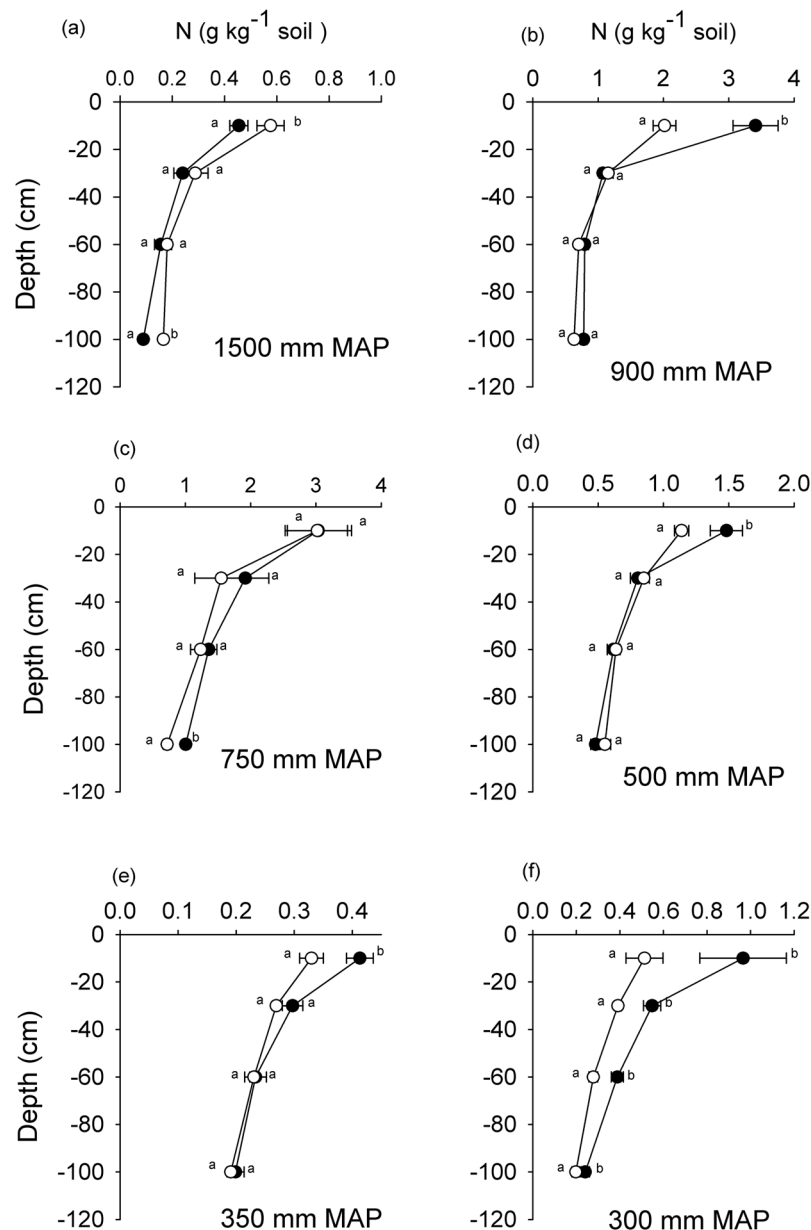 (a) N (g kg⁻¹ soil )
0.0 0.2 0.4 0.6 0.8 1.0
0
-20
-40
-60
-80
-100
-120
Depth (cm)
a b
a a
a a
a b
1500 mm MAP
(b) N (g kg⁻¹ soil)
0 1 2 3 4
0
-20
-40
-60
-80
-100
-120
a b
a a
a a
a a
900 mm MAP
(c)
0 1 2 3 4
0
-20
-40
-60
-80
-100
-120
Depth (cm)
a a
a a
a a
a b
750 mm MAP
(d)
0.0 0.5 1.0 1.5 2.0
0
-20
-40
-60
-80
-100
-120
a b
a a
a a
a a
500 mm MAP
(e)
0.0 0.1 0.2 0.3 0.4
0
-20
-40
-60
-80
-100
-120
Depth (cm)
a b
a a
a a
a a
350 mm MAP
(f)
0.0 0.2 0.4 0.6 0.8 1.0 1.2
0
-20
-40
-60
-80
-100
-120
a b
a b
a b
a b
300 mm MAP